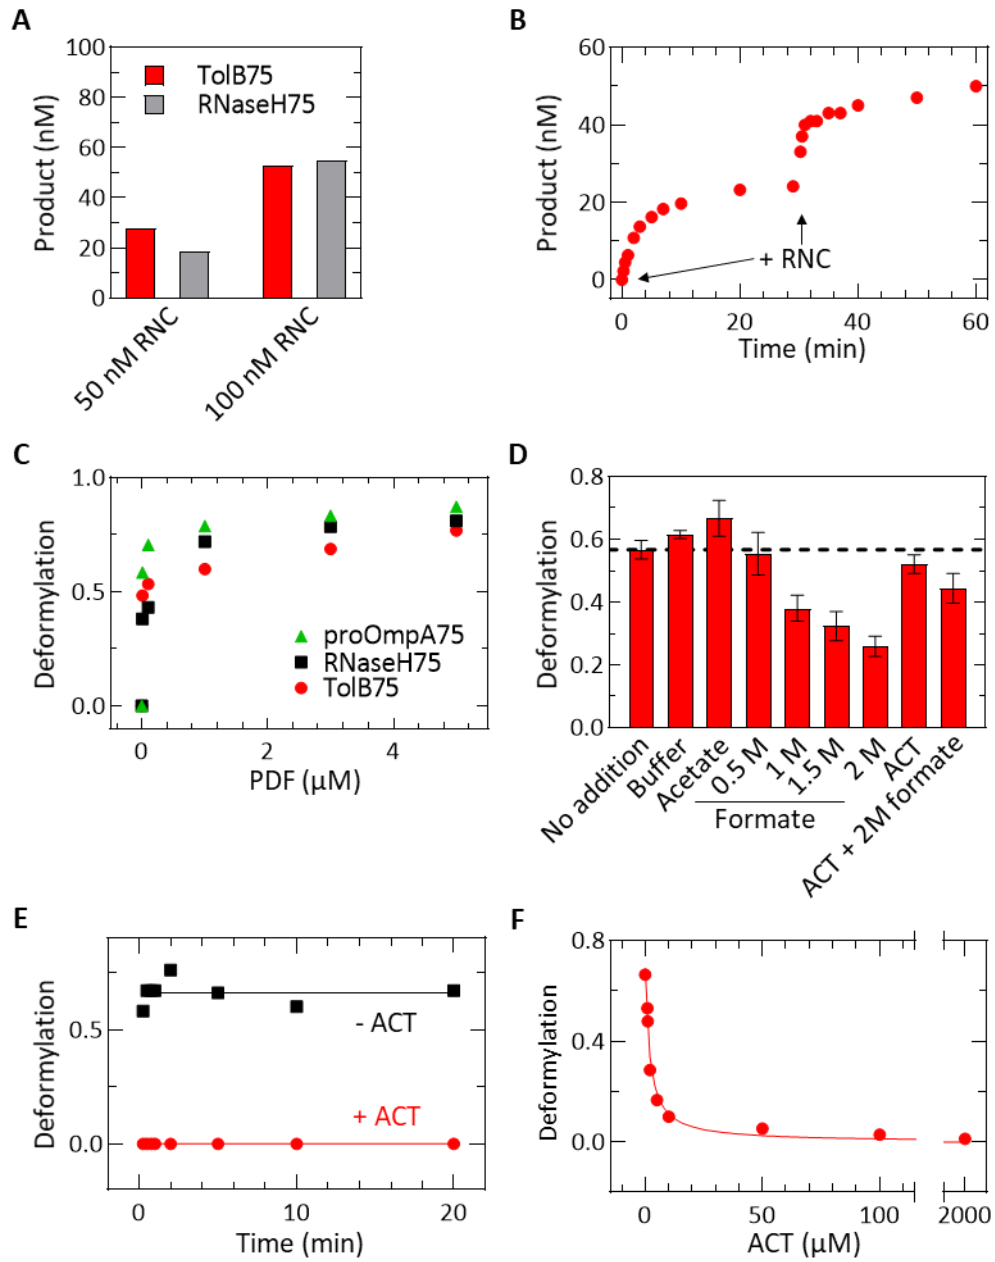 A
Product (nM)
100
80
60
40
20
0
TolB75
RNaseH75
50 nM RNC
100 nM RNC
B
Product (nM)
60
40
20
0
+ RNC
0 20 40 60
Time (min)
C
Deformylation
1.0
0.5
0.0
proOmpA75
RNaseH75
TolB75
0 2 4
PDF (µM)
D
Deformylation
0.8
0.6
0.4
0.2
0.0
No addition
Buffer
Acetate
0.5 M
1 M
1.5 M
2 M
ACT
ACT + 2M formate
Formate
E
Deformylation
0.5
0.0
- ACT
+ ACT
0 10 20
Time (min)
F
Deformylation
0.8
0.4
0.0
0 50 100 2000
ACT (µM)